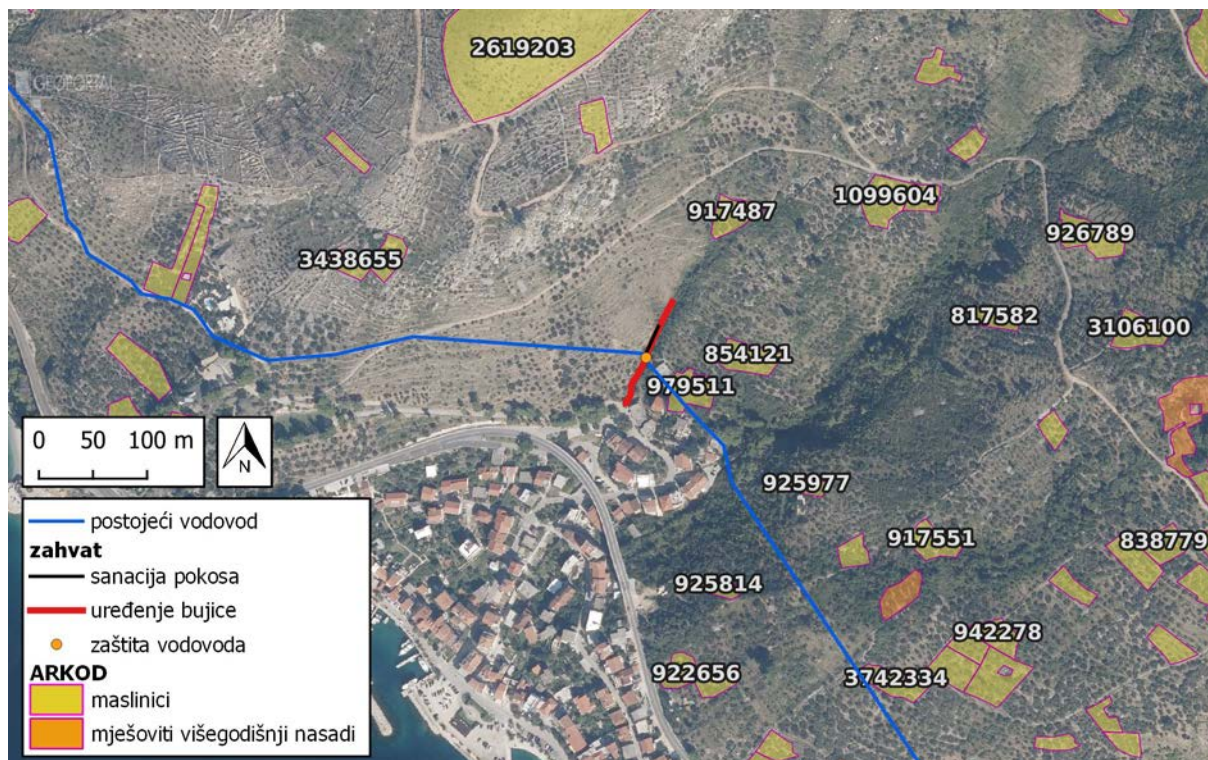 2619203
GEOPORTAL
1099604
917487
926789
3438655
817582
3106100
854121
979511
0 50 100 m
N
925977
postojeći vodovod
zahvat
917551
838779
sanacija pokosa
925814
uređenje bujice
942278
zaštita vodovoda
ARKOD
922656
3742334
maslinici
mješoviti višegodišnji nasadi